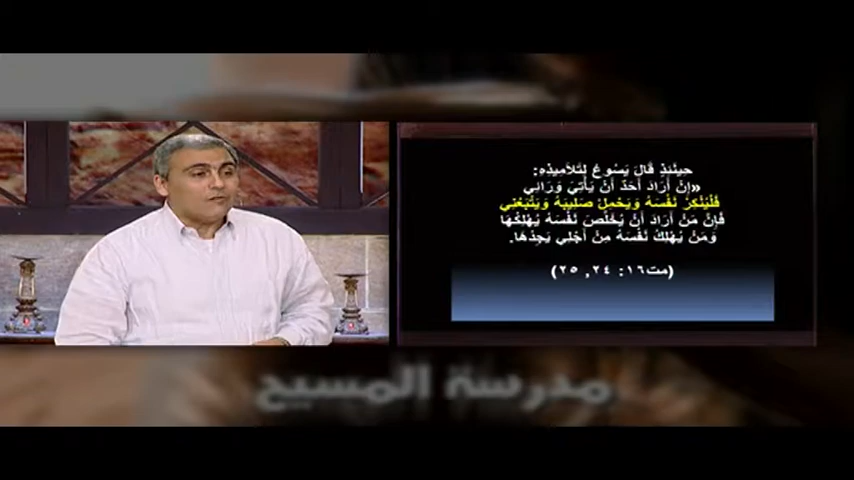 حِينَئِذٍ قَالَ يَسُوعُ لِتَلاَمِيذِهِ:
«إِنْ أَرَادَ أَحَدٌ أَنْ يَأْتِيَ وَرَائِي
فَلْيُنْكِرْ نَفْسَهُ وَيَحْمِلْ صَلِيبَهُ وَيَتْبَعْنِي
فَإِنَّ مَنْ أَرَادَ أَنْ يُخَلِّصَ نَفْسَهُ يُهْلِكُهَا
وَمَنْ يُهْلِكُ نَفْسَهُ مِنْ أَجْلِي يَجِدُهَا.
(مت١٦: ٢٤, ٢٥)
مدرسة المسيح